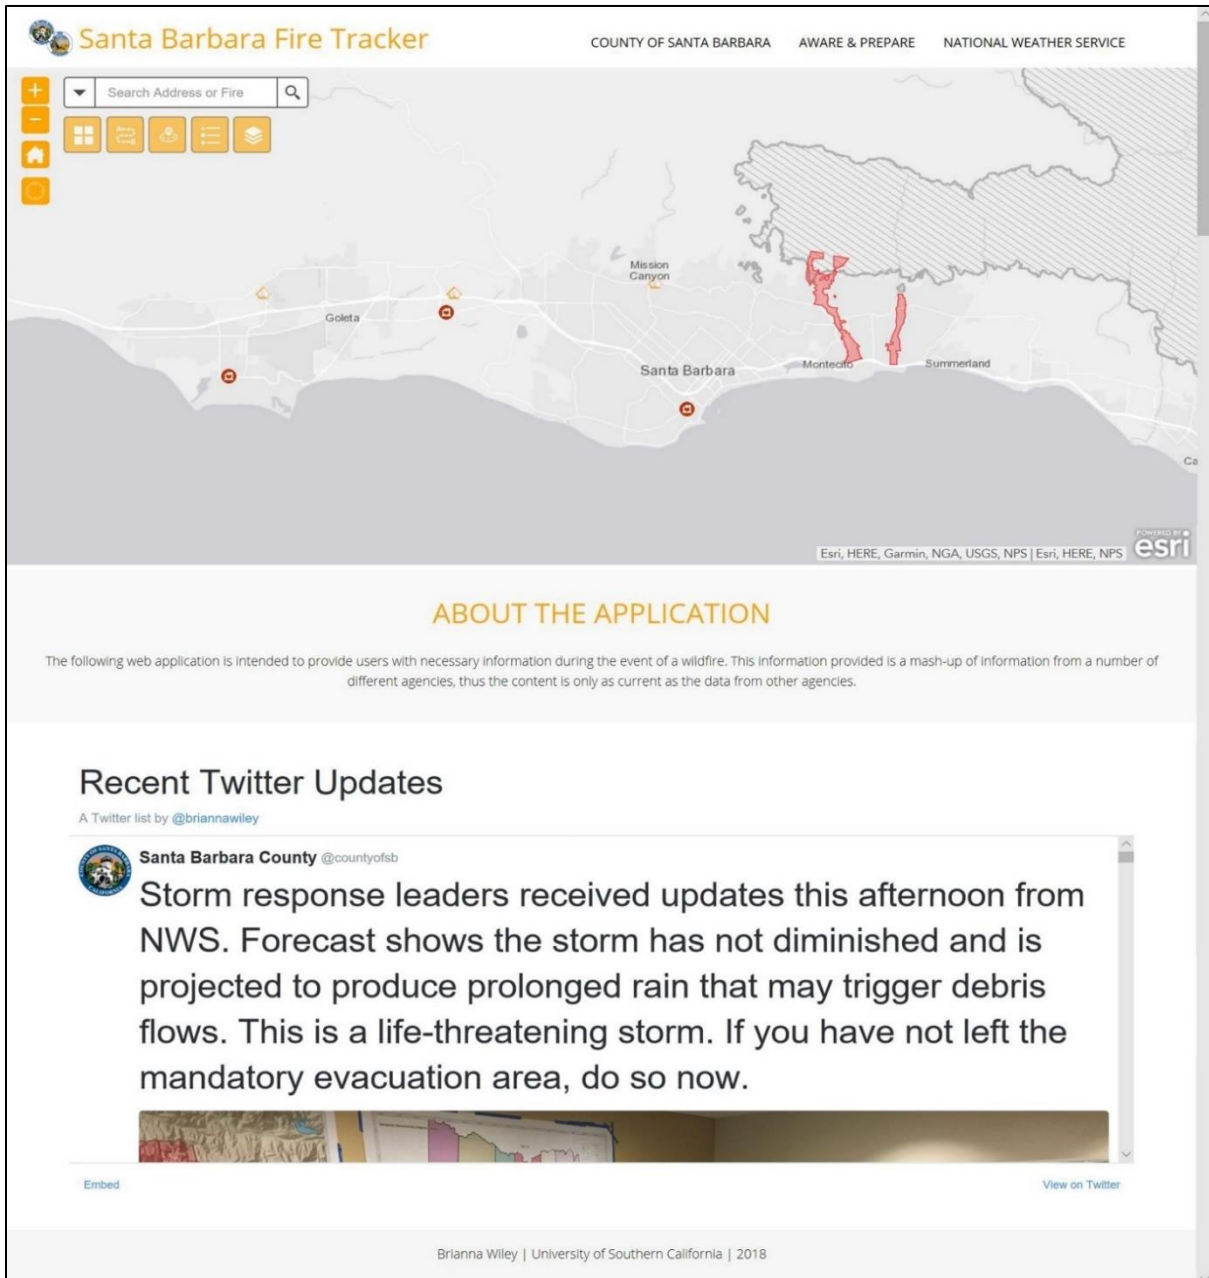 Santa Barbara Fire Tracker
COUNTY OF SANTA BARBARA
AWARE & PREPARE
NATIONAL WEATHER SERVICE
+
Search Address or Fire
−
Mission
Canyon
Goleta
Santa Barbara
Montecito
Summerland
Ca
Esri, HERE, Garmin, NGA, USGS, NPS | Esri, HERE, NPS
POWERED BY
esri
ABOUT THE APPLICATION
The following web application is intended to provide users with necessary information during the event of a wildfire. This information provided is a mash-up of information from a number of
different agencies, thus the content is only as current as the data from other agencies.
Recent Twitter Updates
A Twitter list by @briannawiley
Santa Barbara County @countyofsb
Storm response leaders received updates this afternoon from
NWS. Forecast shows the storm has not diminished and is
projected to produce prolonged rain that may trigger debris
flows. This is a life-threatening storm. If you have not left the
mandatory evacuation area, do so now.
Embed
View on Twitter
Brianna Wiley | University of Southern California | 2018